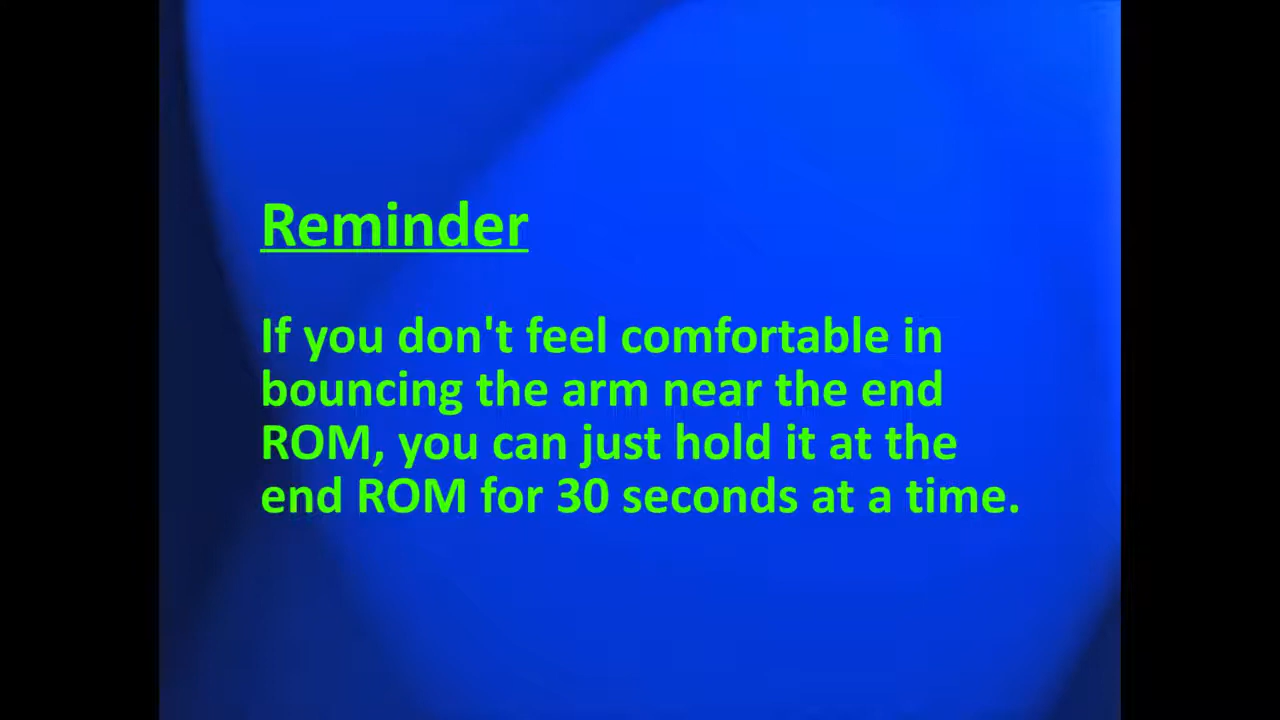 Reminder
If you don't feel comfortable in
bouncing the arm near the end
ROM, you can just hold it at the
end ROM for 30 seconds at a time.